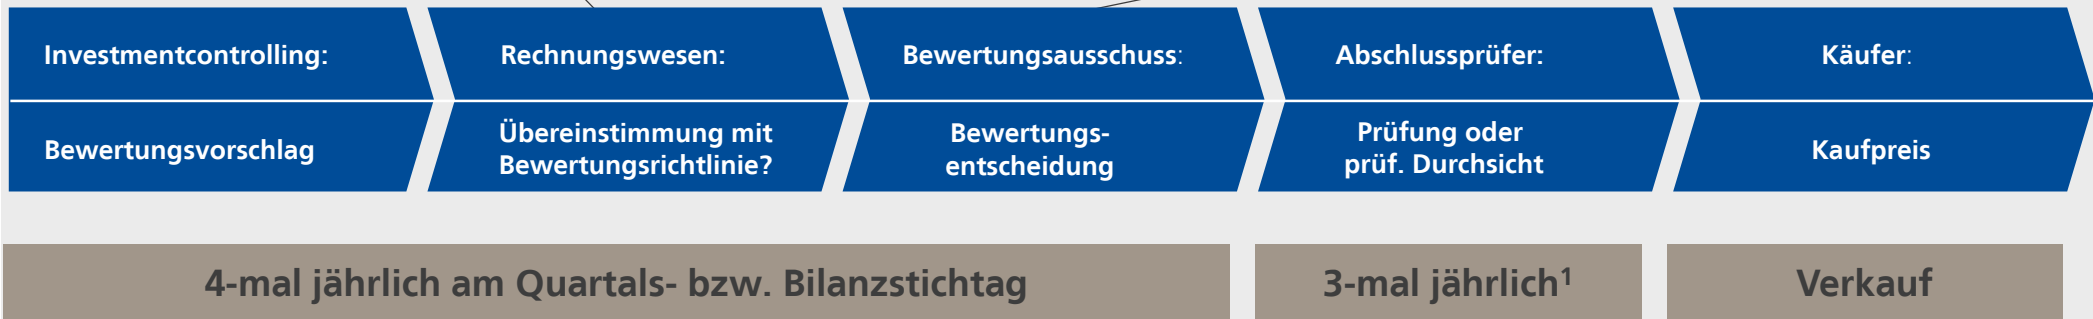 Investmentcontrolling:
Bewertungsvorschlag
Rechnungswesen:
Übereinstimmung mit
Bewertungsrichtlinie?
Bewertungsausschuss:
Bewertungs-
entscheidung
Abschlussprüfer:
Prüfung oder
prüf. Durchsicht
Käufer:
Kaufpreis
4-mal jährlich am Quartals- bzw. Bilanzstichtag
3-mal jährlich¹
Verkauf